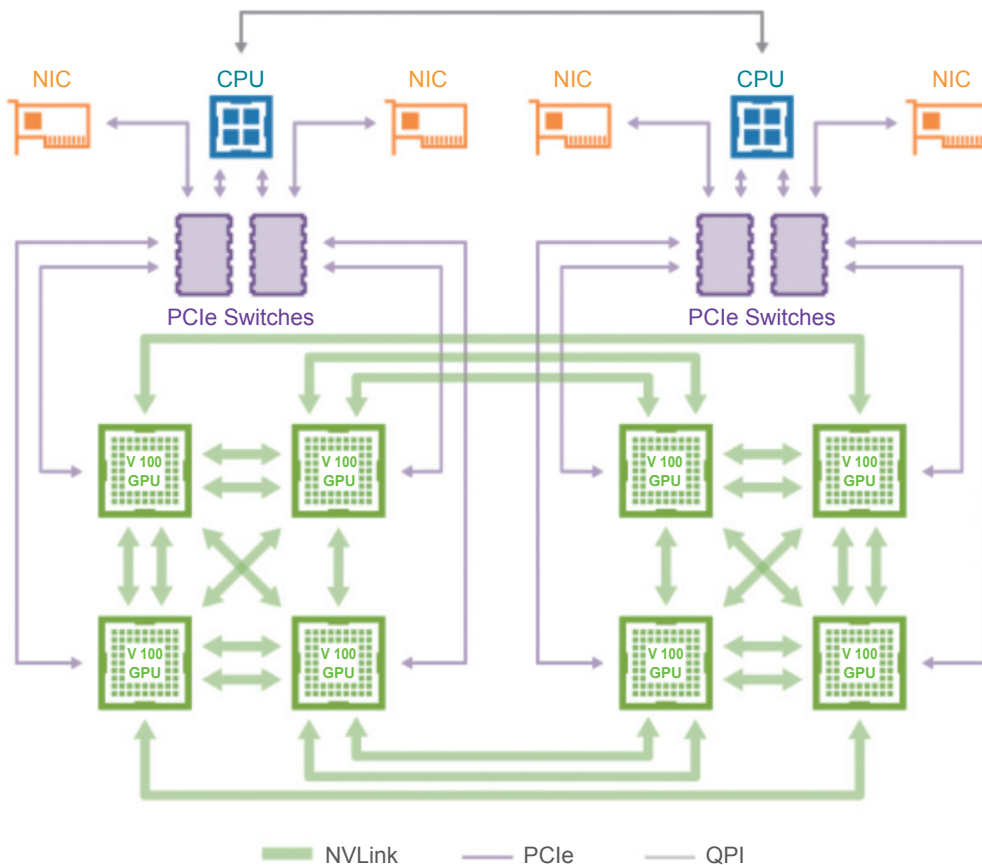 NIC
CPU
NIC
NIC
CPU
NIC
PCIe Switches
PCIe Switches
V 100
GPU
V 100
GPU
V 100
GPU
V 100
GPU
V 100
GPU
V 100
GPU
V 100
GPU
V 100
GPU
NVLink
PCIe
QPI